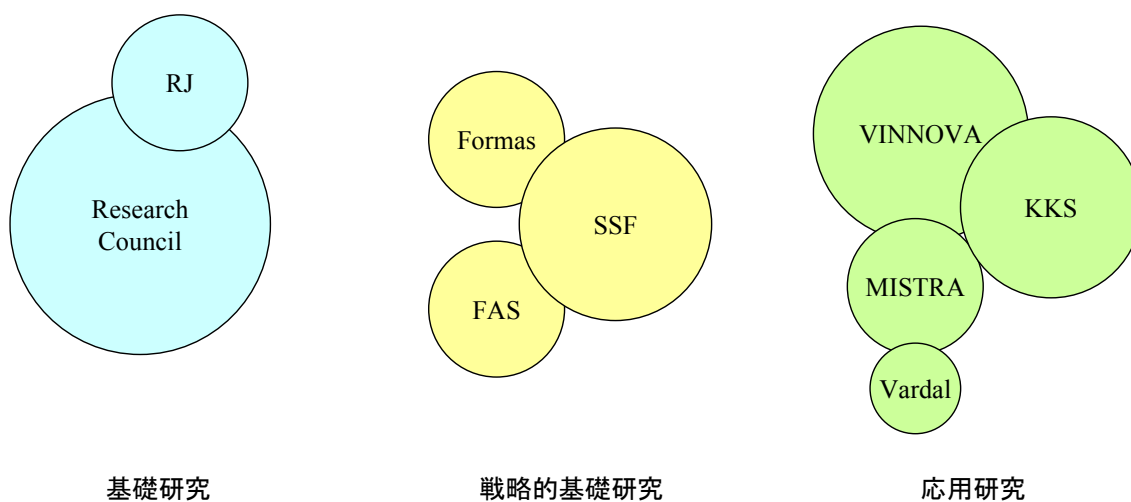 RJ
Research
Council
基礎研究
Formas
SSF
FAS
戦略的基礎研究
VINNOVA
KKS
MISTRA
Vardal
応用研究